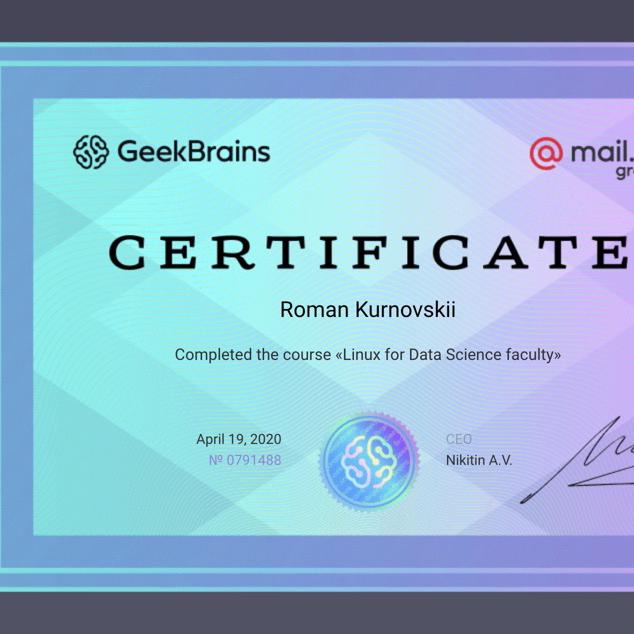 GeekBrains
@mail.
gr
CERTIFICATE
Roman Kurnovskii
Completed the course «Linux for Data Science faculty»
April 19, 2020
№ 0791488
CEO
Nikitin A.V.